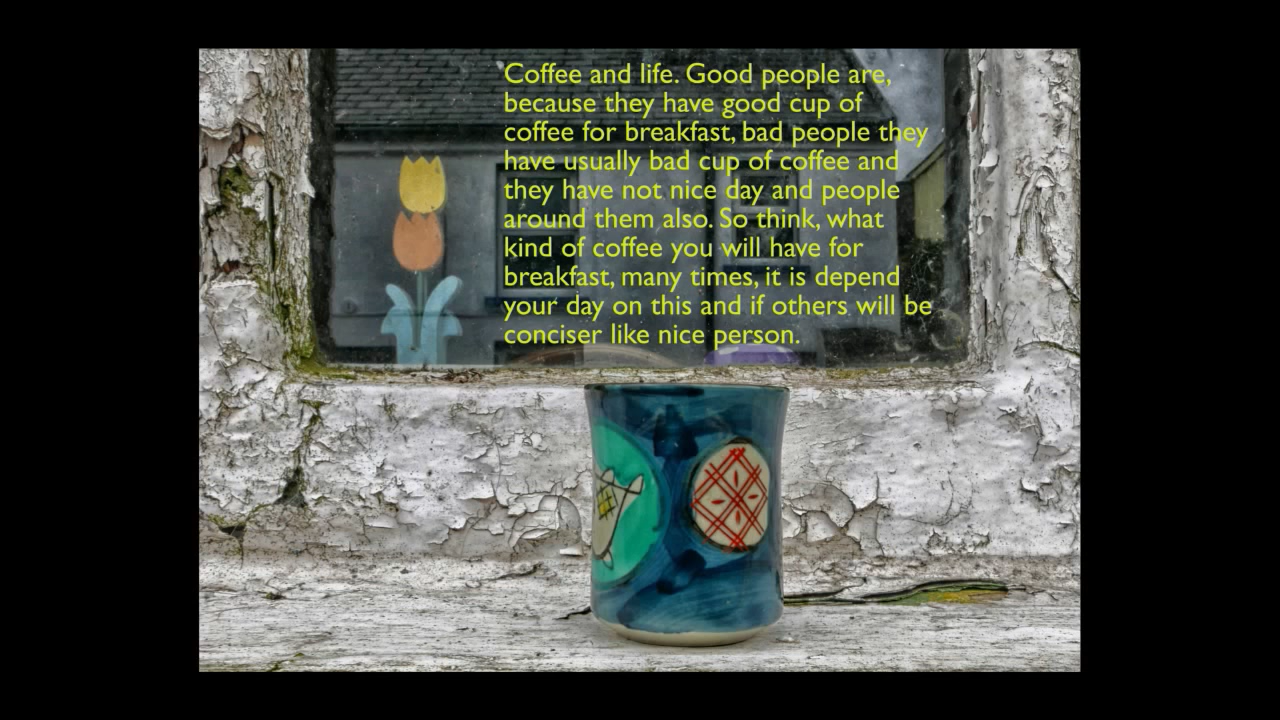 Coffee and life. Good people are,
because they have good cup of
coffee for breakfast, bad people they
have usually bad cup of coffee and
they have not nice day and people
around them also. So think, what
kind of coffee you will have for
breakfast, many times, it is depend
your day on this and if others will be
conciser like nice person.